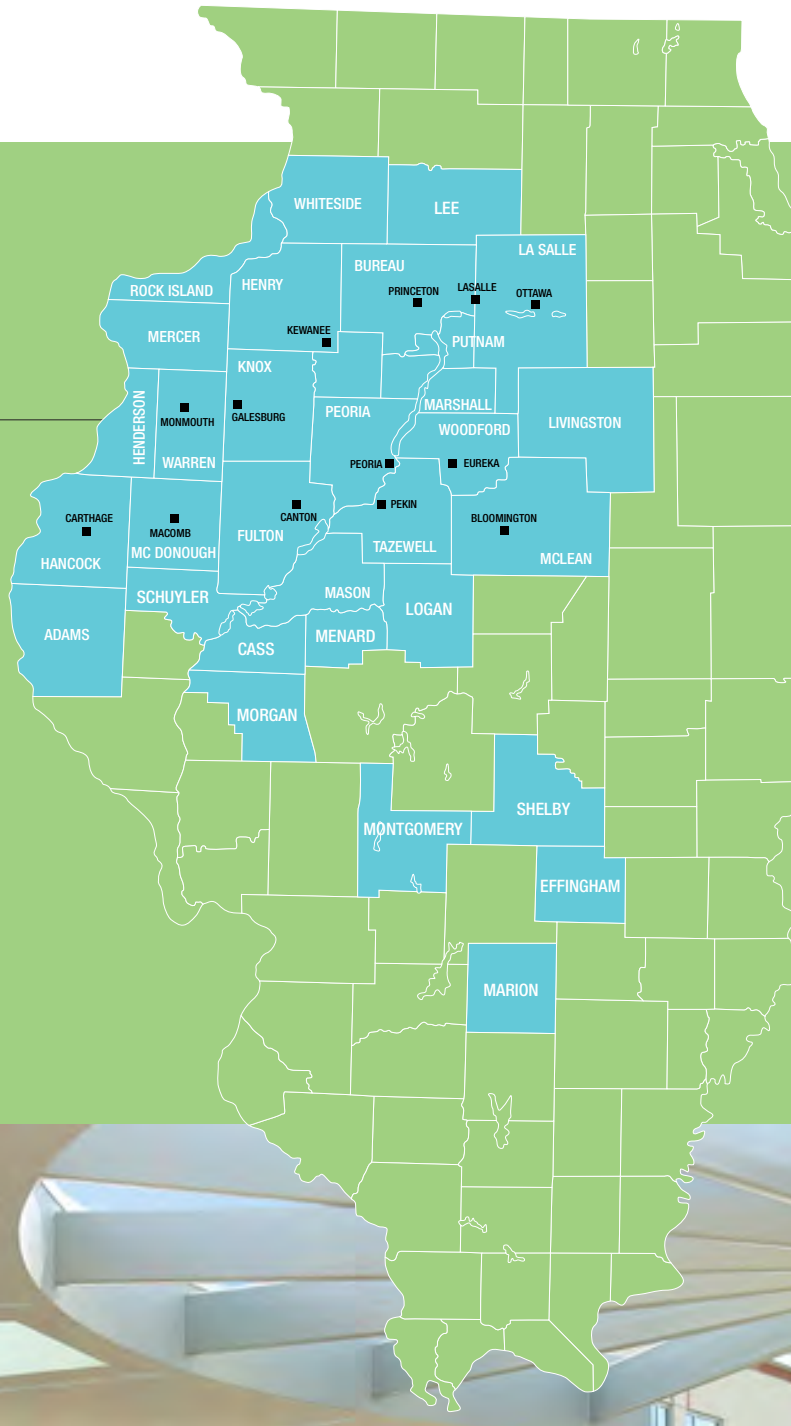 WHITESIDE
LEE
LA SALLE
BUREAU
HENRY
ROCK ISLAND
PRINCETON
LASALLE
OTTAWA
KEWANEE
MERCER
PUTNAM
KNOX
HENDERSON
MONMOUTH
GALESBURG
PEORIA
MARSHALL
WOODFORD
LIVINGSTON
WARREN
PEORIA
EUREKA
CARTHAGE
MACOMB
CANTON
PEKIN
BLOOMINGTON
FULTON
MC DONOUGH
TAZEWELL
MCLEAN
HANCOCK
SCHUYLER
MASON
LOGAN
ADAMS
MENARD
CASS
MORGAN
SHELBY
MONTGOMERY
EFFINGHAM
MARION